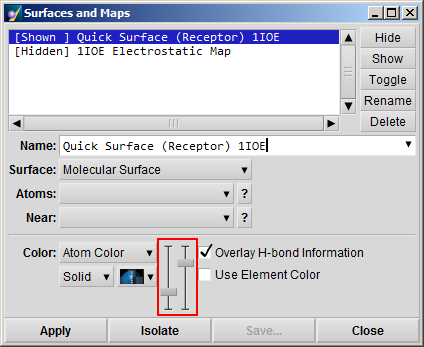 Surfaces and Maps
[Shown ] Quick Surface (Receptor) 1IOE
[Hidden] 1IOE Electrostatic Map
Hide
Show
Toggle
Rename
Delete
Name: Quick Surface (Receptor) 1IOE
Surface: Molecular Surface
Atoms: ?
Near: ?
Color: Atom Color Overlay H-bond Information
Solid Use Element Color
Apply Isolate Save... Close